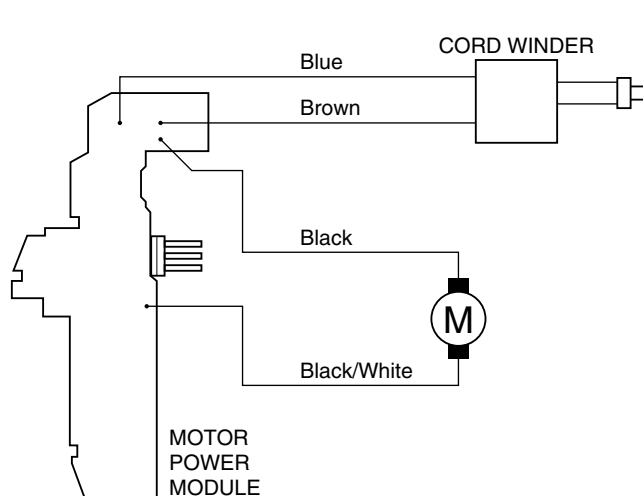 CORD WINDER
Blue
Brown
Black
M
Black/White
MOTOR
POWER
MODULE